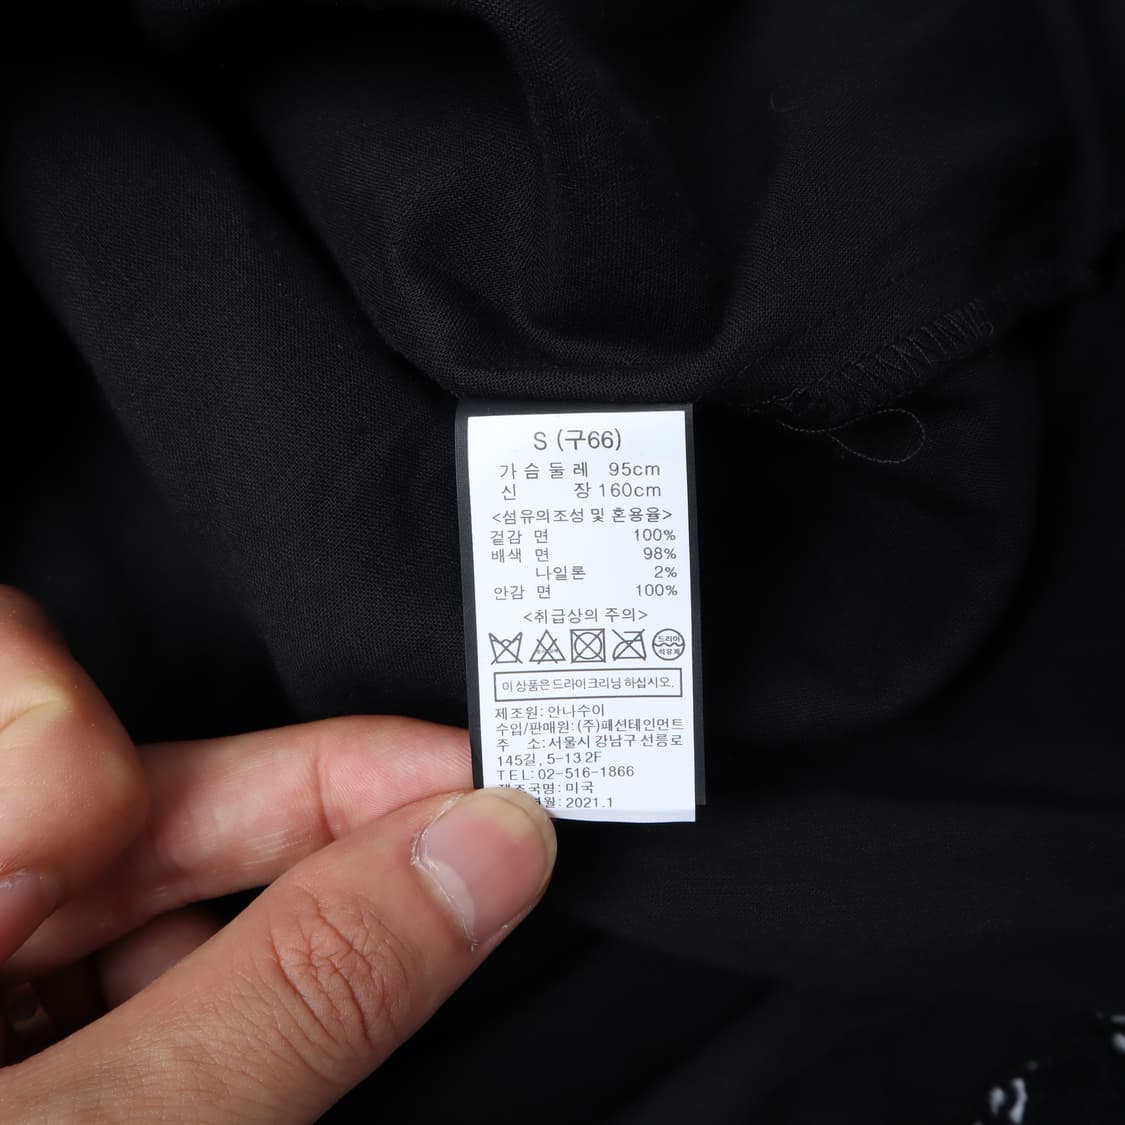 S (구66)
가슴둘레 95cm
신 장 160cm
<섬유의조성 및 혼용율>
겉감 면 100%
배색 면 98%
나일론 2%
안감 면 100%
<취급상의 주의>
드라이
석유계
이상품은드라이크리닝하십시오.
제조원: 안나수이
수입/판매원: (주)패션테인먼트
주 소: 서울시 강남구 선릉로
145길, 5-13 2F
TEL: 02-516-1866
제조국명: 미국
2021.1